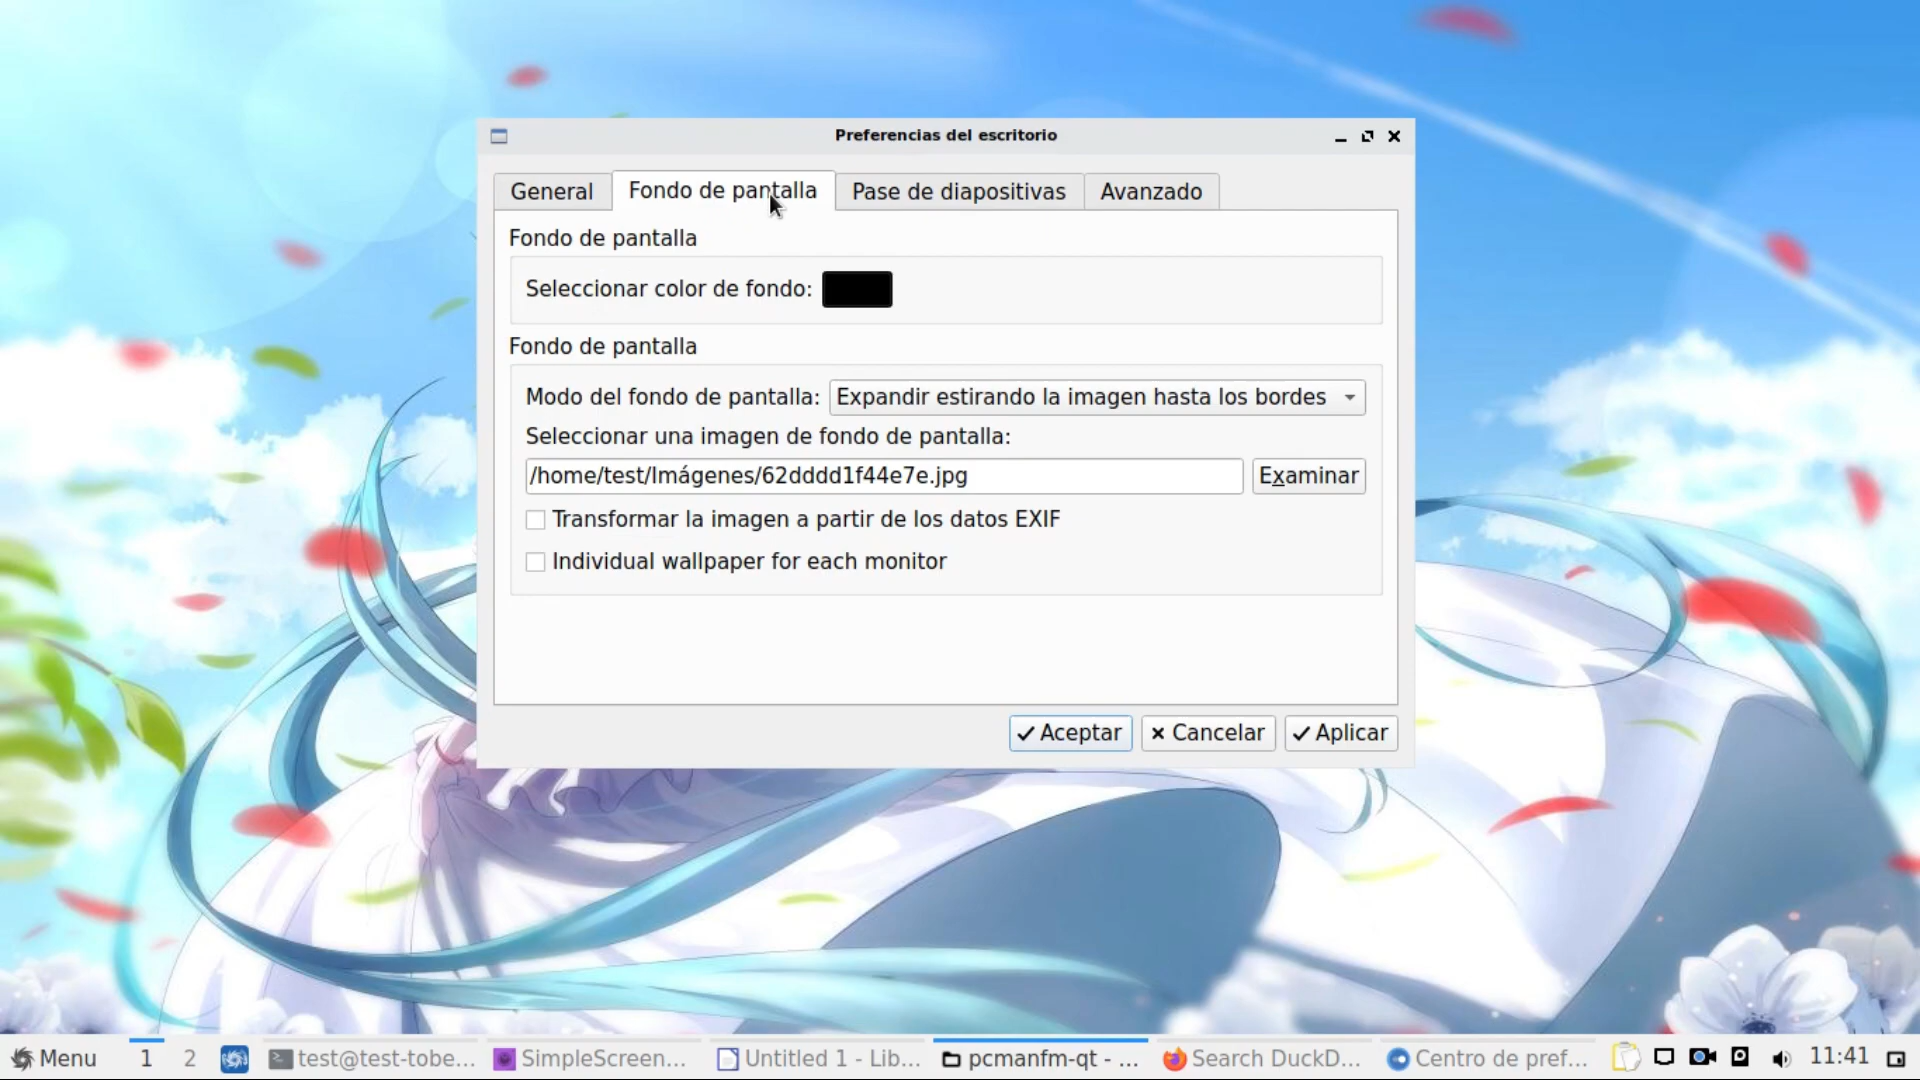 Preferencias del escritorio
General
Fondo de pantalla
Pase de diapositivas
Avanzado
Fondo de pantalla
Seleccionar color de fondo:
Fondo de pantalla
Modo del fondo de pantalla: Expandir estirando la imagen hasta los bordes
Seleccionar una imagen de fondo de pantalla:
/home/test/Imágenes/62dddd1f44e7e.jpg Examinar
Transformar la imagen a partir de los datos EXIF
Individual wallpaper for each monitor
Aceptar Cancelar Aplicar
Menu 1 2 test@test-tobe... SimpleScreen... Untitled 1 - Lib... pcmanfm-qt - ... Search DuckD... Centro de pref... 11:41